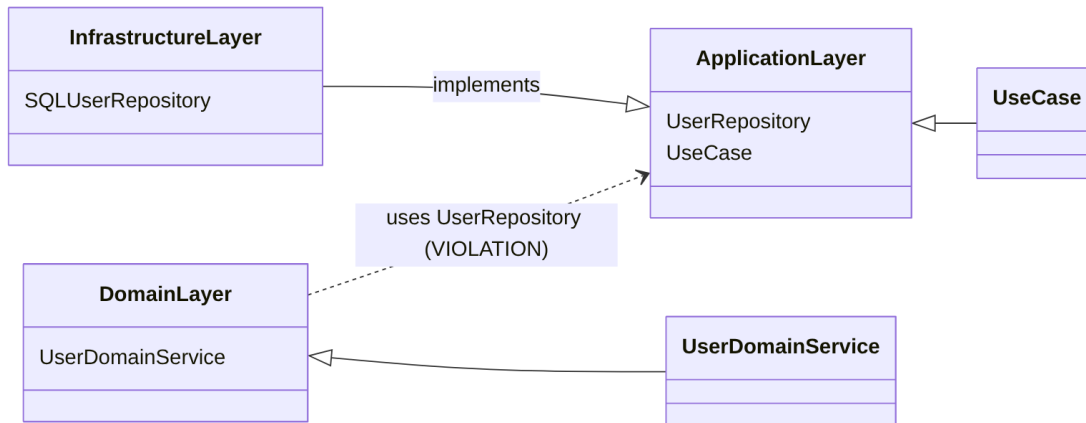 InfrastructureLayer
SQLUserRepository
implements
ApplicationLayer
UserRepository
UseCase
UseCase
uses UserRepository
(VIOLATION)
DomainLayer
UserDomainService
UserDomainService